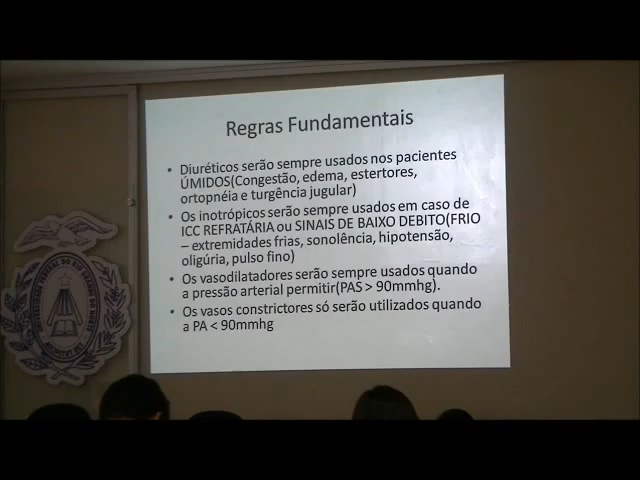 Regras Fundamentais
• Diuréticos serão sempre usados nos pacientes
ÚMIDOS(Congestão, edema, estertores,
ortopnéia e turgência jugular)
• Os inotrópicos serão sempre usados em caso de
ICC REFRATÁRIA ou SINAIS DE BAIXO DEBITO(FRIO
– extremidades frias, sonolência, hipotensão,
oligúria, pulso fino)
• Os vasodilatadores serão sempre usados quando
a pressão arterial permitir(PAS > 90mmhg).
• Os vasos constrictores só serão utilizados quando
a PA < 90mmhg